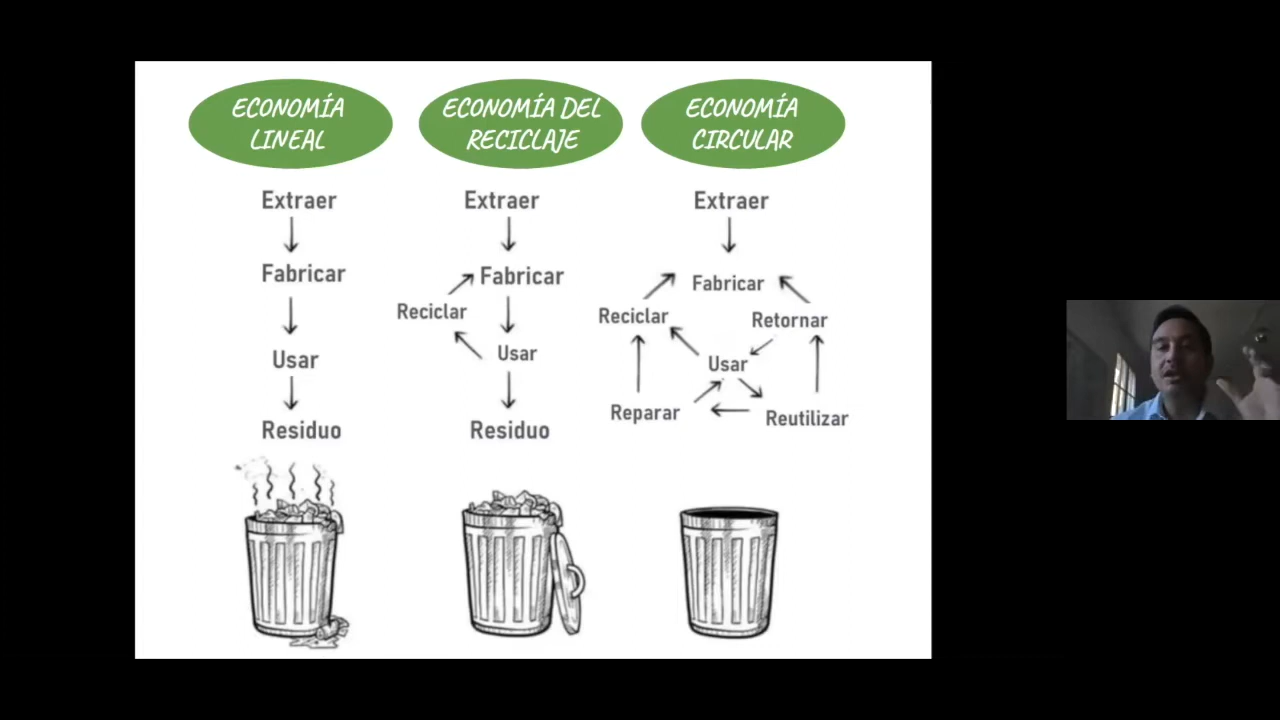 ECONOMÍA
LINEAL
Extraer
Fabricar
Usar
Residuo
ECONOMÍA DEL
RECICLAJE
Extraer
Fabricar
Reciclar
Usar
Residuo
ECONOMÍA
CIRCULAR
Extraer
Fabricar
Reciclar
Retornar
Usar
Reparar
Reutilizar